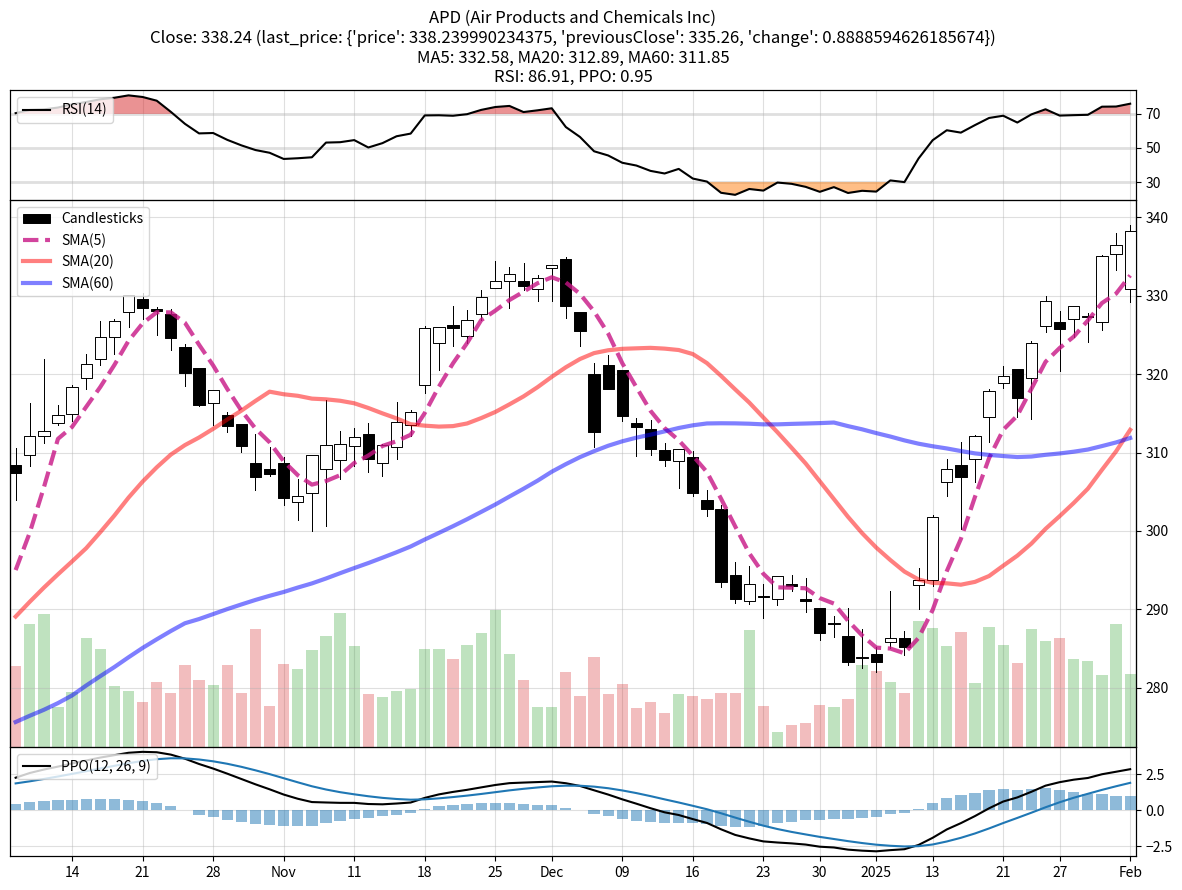 APD (Air Products and Chemicals Inc)
Close: 338.24 (last_price: {'price': 338.239990234375, 'previousClose': 335.26, 'change': 0.8888594626185674})
MA5: 332.58, MA20: 312.89, MA60: 311.85
RSI: 86.91, PPO: 0.95
RSI(14)
70
50
30
Candlesticks
SMA(5)
SMA(20)
SMA(60)
340
330
320
310
300
290
280
PPO(12, 26, 9)
2.5
0.0
−2.5
14 21 28 Nov 11 18 25 Dec 09 16 23 30 2025 13 21 27 Feb